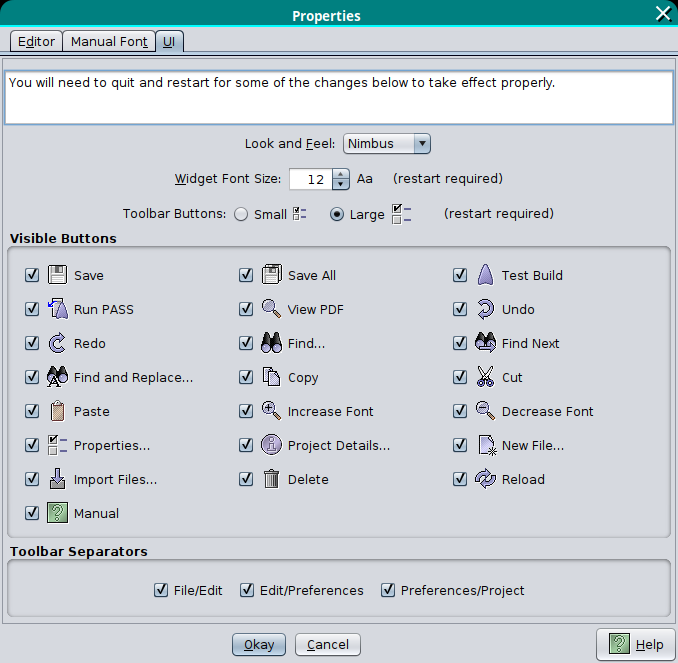 Properties
Editor Manual Font UI
You will need to quit and restart for some of the changes below to take effect properly.
Look and Feel: Nimbus
Widget Font Size: 12 Aa (restart required)
Toolbar Buttons: Small Large (restart required)
Visible Buttons
Save Save All Test Build
Run PASS View PDF Undo
Redo Find... Find Next
Find and Replace... Copy Cut
Paste Increase Font Decrease Font
Properties... Project Details... New File...
Import Files... Delete Reload
Manual
Toolbar Separators
File/Edit Edit/Preferences Preferences/Project
Okay Cancel Help